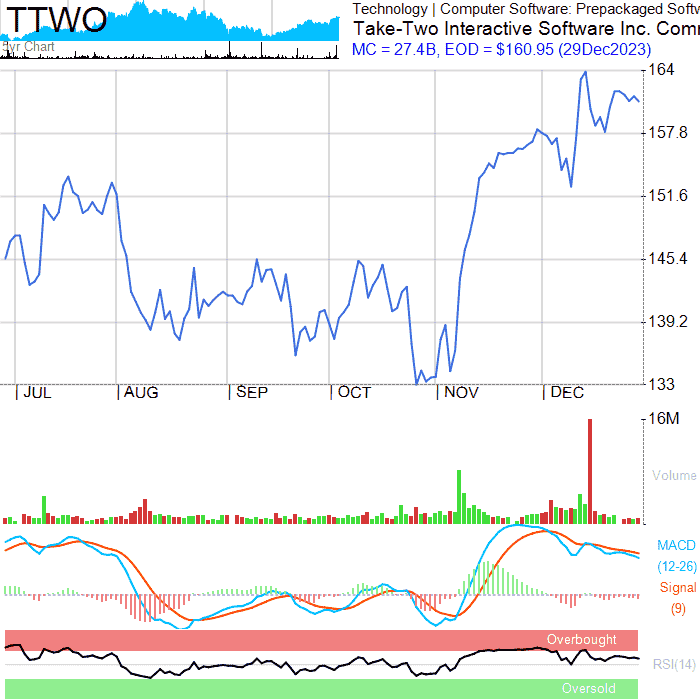 TTWO
5yr Chart
Technology | Computer Software: Prepackaged Softw
Take-Two Interactive Software Inc. Comm
MC = 27.4B, EOD = $160.95 (29Dec2023)
164
157.8
151.6
145.4
139.2
133
JUL AUG SEP OCT NOV DEC
16M
Volume
MACD
(12-26)
Signal
(9)
Overbought
RSI(14)
Oversold